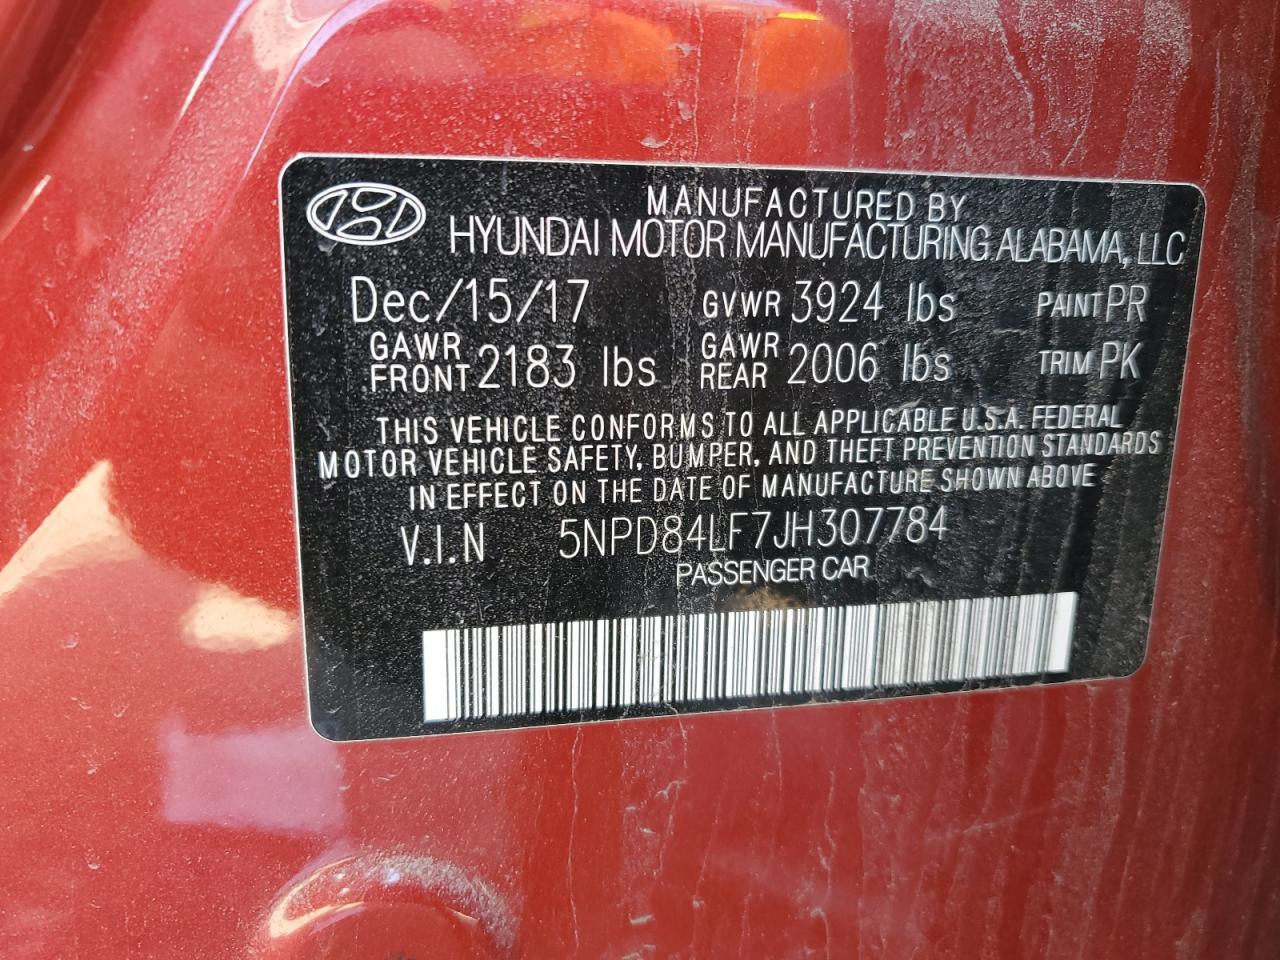 MANUFACTURED BY
HYUNDAI MOTOR MANUFACTURING ALABAMA, LLC
Dec/15/17 GVWR 3924 lbs PAINT PR
GAWR FRONT 2183 lbs GAWR REAR 2006 lbs TRIM PK
THIS VEHICLE CONFORMS TO ALL APPLICABLE U.S.A. FEDERAL
MOTOR VEHICLE SAFETY, BUMPER, AND THEFT PREVENTION STANDARDS
IN EFFECT ON THE DATE OF MANUFACTURE SHOWN ABOVE
V.I.N 5NPD84LF7JH307784
PASSENGER CAR